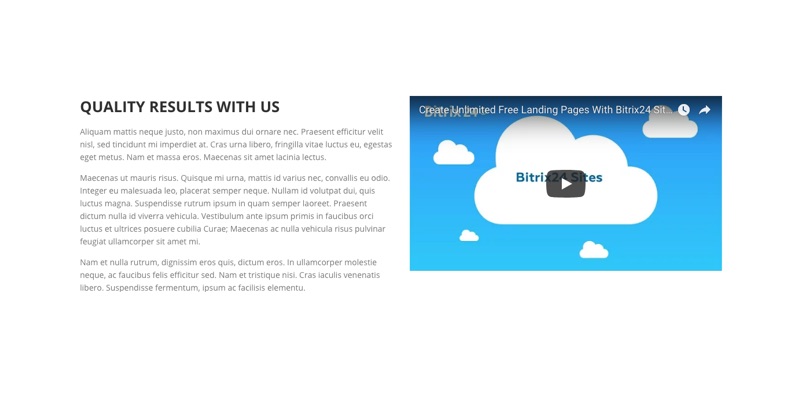 QUALITY RESULTS WITH US
Aliquam mattis neque justo, non maximus dui ornare nec. Praesent efficitur velit
nisl, sed tincidunt mi imperdiet at. Cras urna libero, fringilla vitae luctus eu, egestas
eget metus. Nam et massa eros. Maecenas sit amet lacinia lectus.
Maecenas ut mauris risus. Quisque mi urna, mattis id varius nec, convallis eu odio.
Integer eu malesuada leo, placerat semper neque. Nullam id volutpat dui, quis
luctus magna. Suspendisse rutrum ipsum in quam semper laoreet. Praesent
dictum nulla id viverra vehicula. Vestibulum ante ipsum primis in faucibus orci
luctus et ultrices posuere cubilia Curae; Maecenas ac nulla vehicula risus pulvinar
feugiat ullamcorper sit amet mi.
Nam et nulla rutrum, dignissim eros quis, dictum eros. In ullamcorper molestie
neque, ac faucibus felis efficitur sed. Nam et tristique nisi. Cras iaculis venenatis
libero. Suspendisse fermentum, ipsum ac facilisis elementu.
Create Unlimited Free Landing Pages With Bitrix24 Sit...
Bitrix24
Bitrix24 Sites